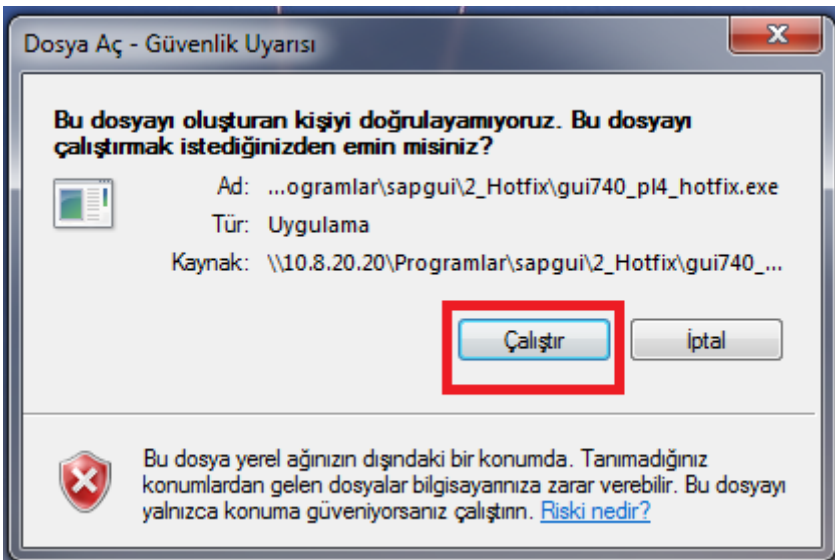 Dosya Aç - Güvenlik Uyarısı
Bu dosyayı oluşturan kişiyi doğrulayamıyoruz. Bu dosyayı
çalıştırmak istediğinizden emin misiniz?
Ad: ...ogramlar\sapgui\2_Hotfix\gui740_pl4_hotfix.exe
Tür: Uygulama
Kaynak: \\10.8.20.20\Programlar\sapgui\2_Hotfix\gui740_...
Çalıştır İptal
Bu dosya yerel ağınızın dışındaki bir konumda. Tanımadığınız
konumlardan gelen dosyalar bilgisayarınıza zarar verebilir. Bu dosyayı
yalnızca konuma güveniyorsanız çalıştırın. Riski nedir?